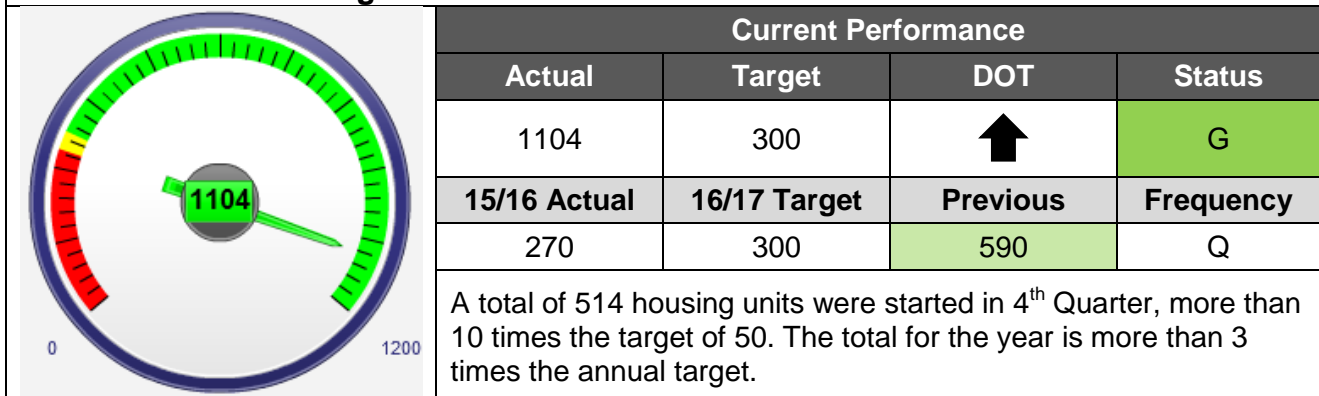 Current Performance
Actual Target DOT Status
1104 300 G
15/16 Actual 16/17 Target Previous Frequency
270 300 590 Q
A total of 514 housing units were started in 4th Quarter, more than
10 times the target of 50. The total for the year is more than 3
times the annual target.
1104
0 1200